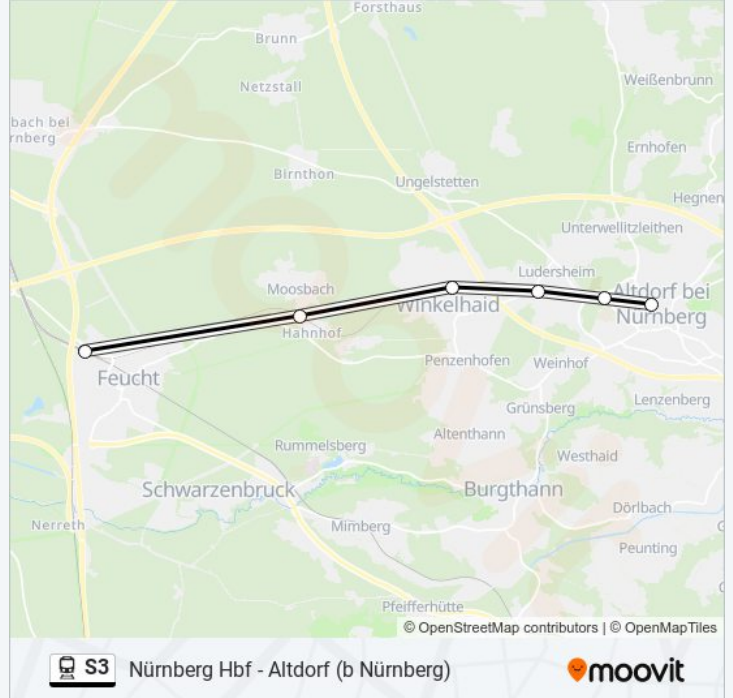 Forsthaus
Brunn
Weißenbrunn
Netzstall
bach bei
rnberg
Ernhofen
Birnthon
Ungelstetten
Hegnen
Unterwellitzleithen
Ludersheim
Moosbach
Altdorf bei
Nürnberg
Winkelhaid
Hahnhof
Penzenhofen
Weinhof
Feucht
Lenzenberg
Grünsberg
Altenthann
Rummelsberg
Westhaid
Schwarzenbruck
Burgthann
Dörlbach
Nerreth
Mimberg
Peunting
Pfeifferhütte
© OpenStreetMap contributors | © OpenMapTiles
S3 Nürnberg Hbf - Altdorf (b Nürnberg)
moovit